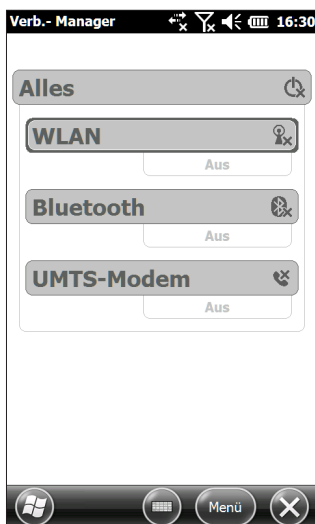 Verb.- Manager 16:30
Alles
WLAN
Aus
Bluetooth
Aus
UMTS-Modem
Aus
Menü